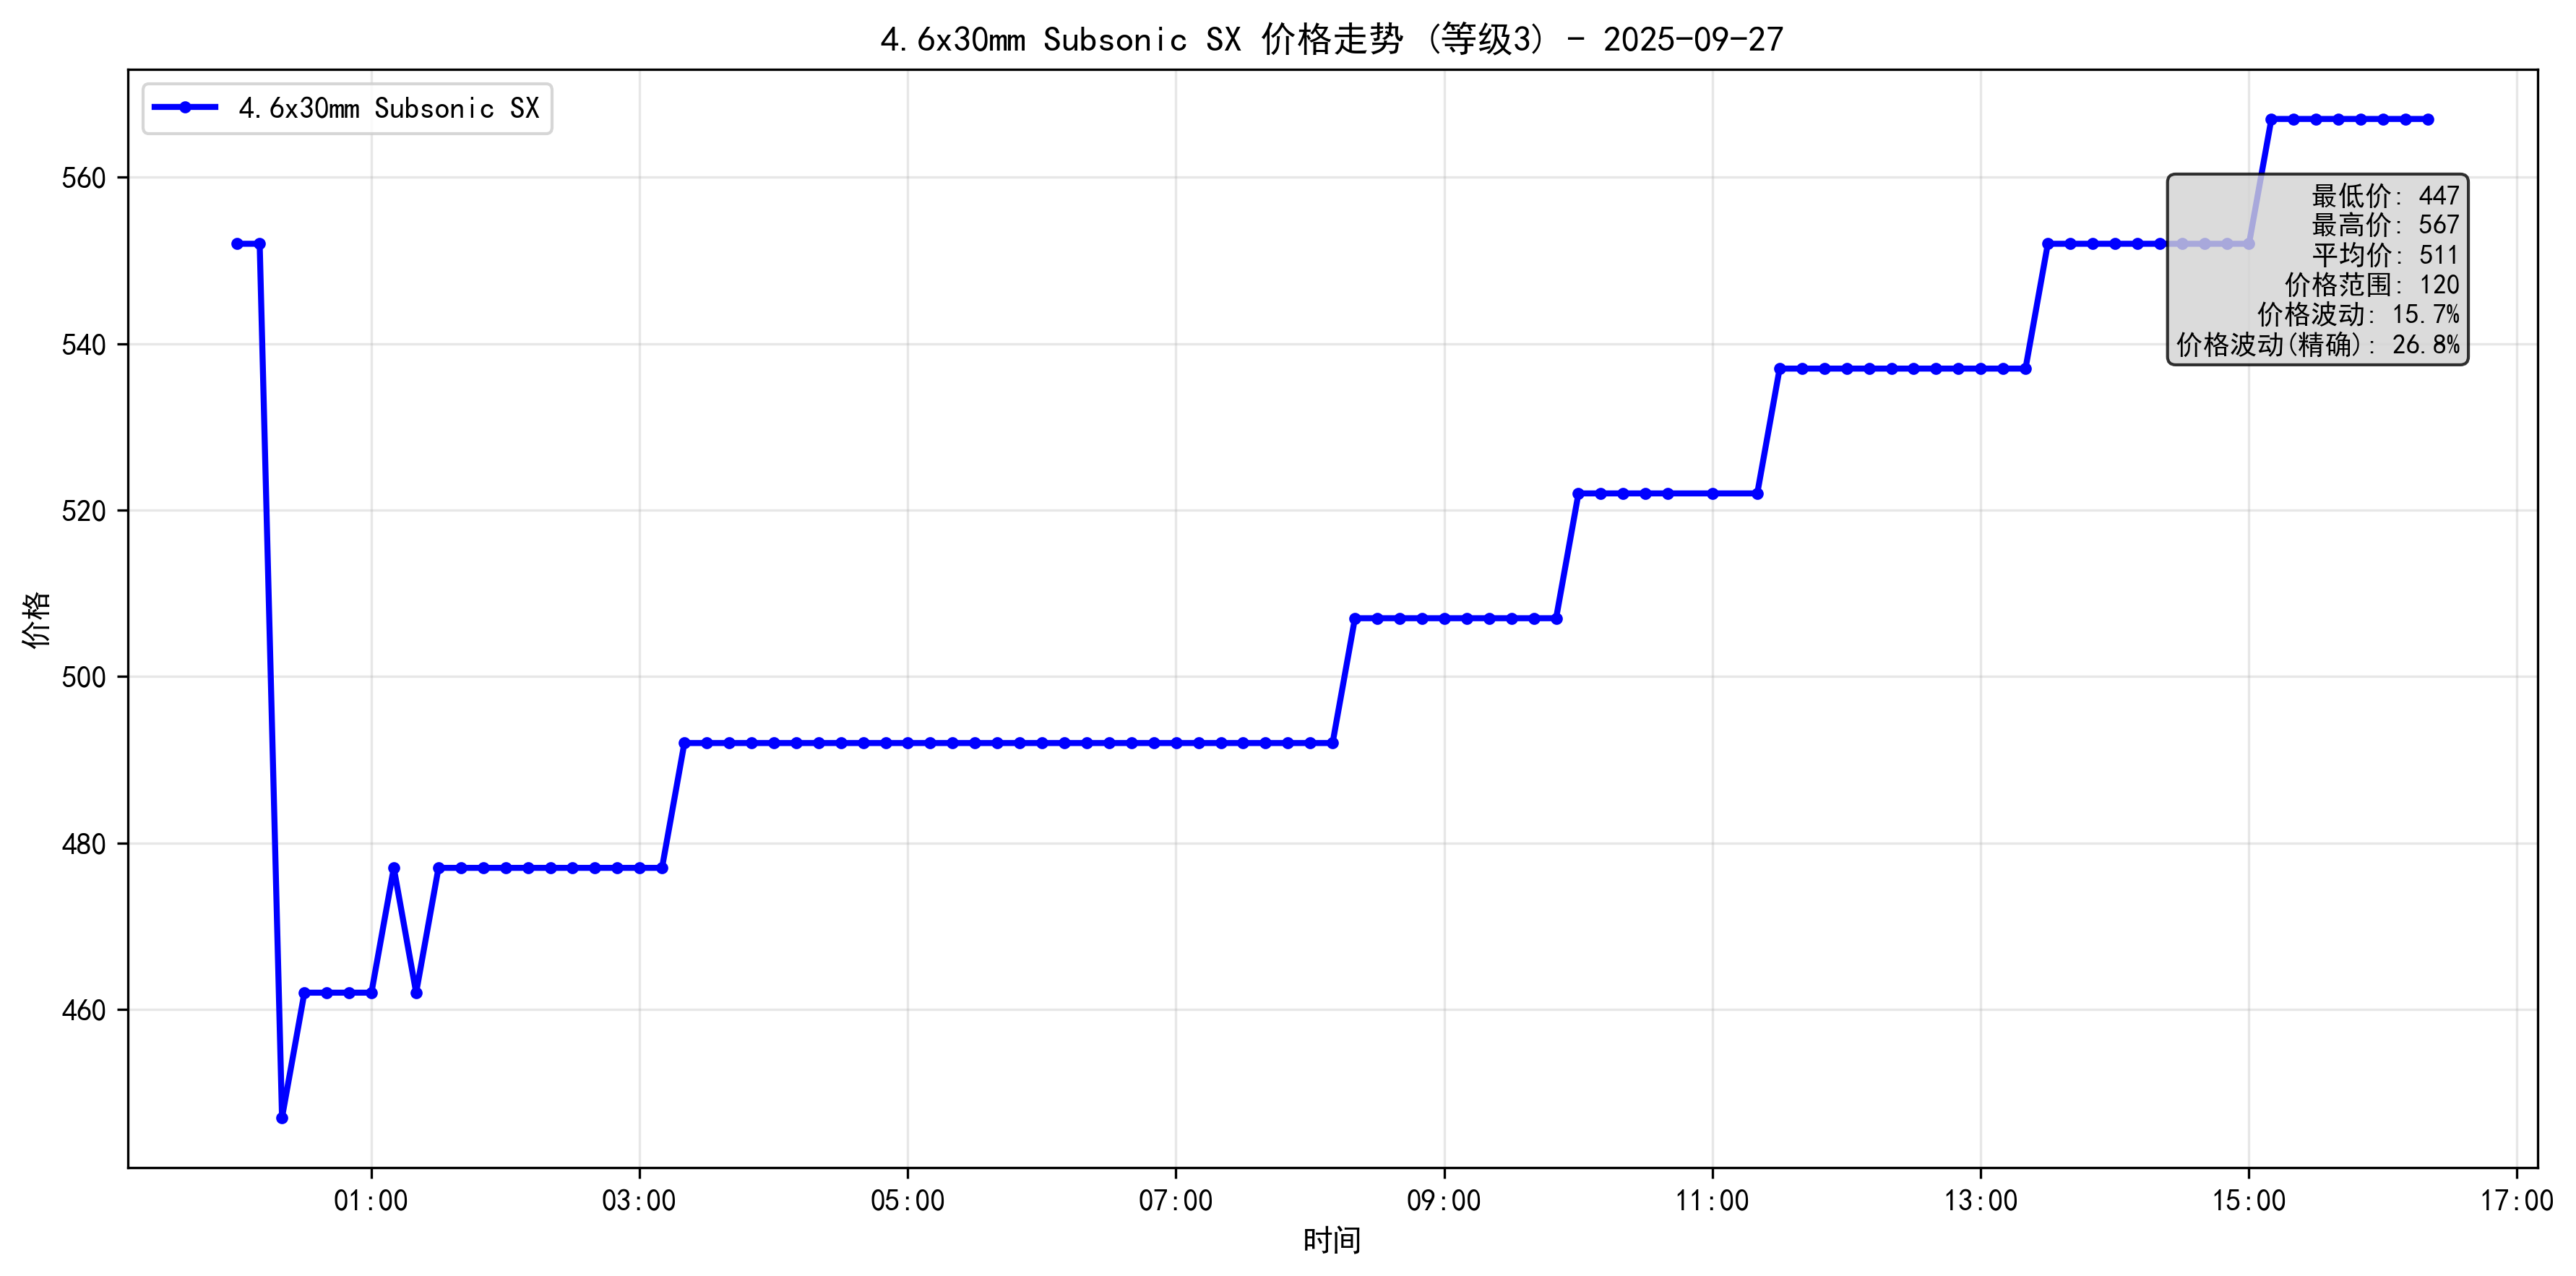 4.6x30mm Subsonic SX 价格走势 (等级3) - 2025-09-27
4.6x30mm Subsonic SX
最低价: 447
最高价: 567
平均价: 511
价格范围: 120
价格波动: 15.7%
价格波动(精确): 26.8%
560
540
520
500
480
460
价格
01:00
03:00
05:00
07:00
09:00
11:00
13:00
15:00
17:00
时间